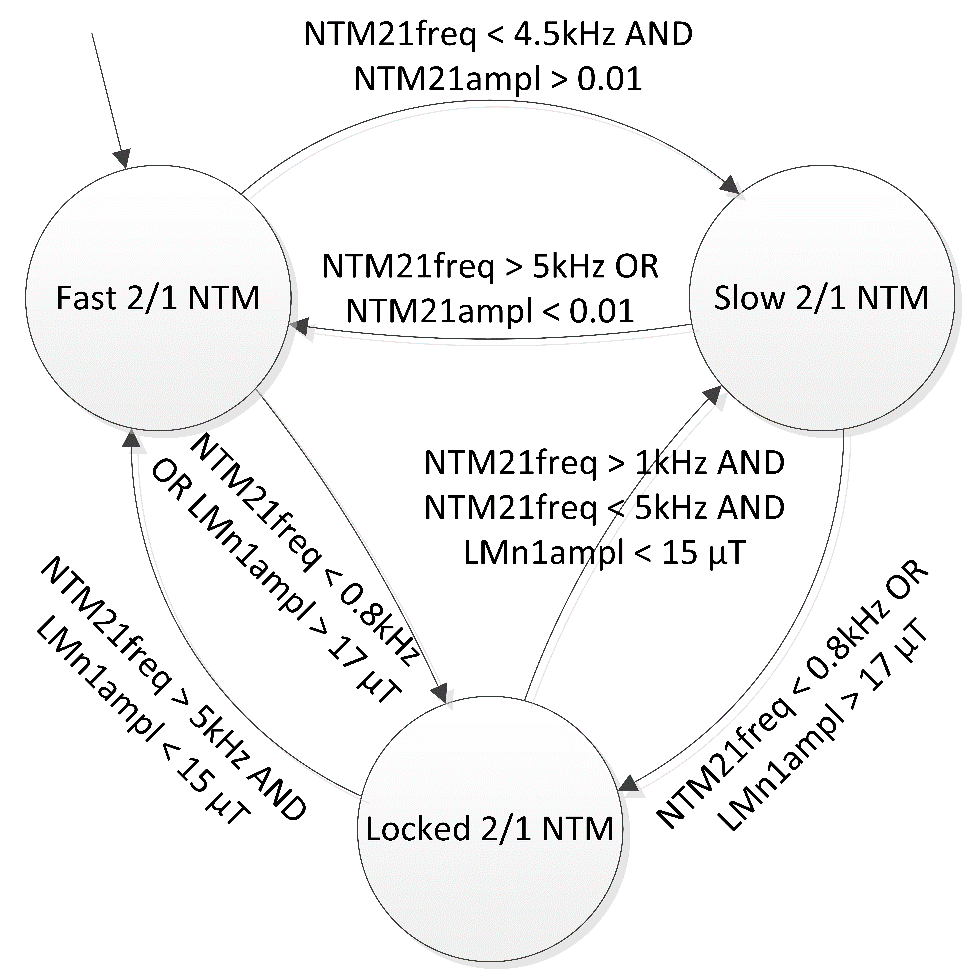 NTM21freq < 4.5kHz AND
NTM21ampl > 0.01
NTM21freq > 5kHz OR
NTM21ampl < 0.01
Fast 2/1 NTM
Slow 2/1 NTM
NTM21freq < 0.8kHz
OR LMn1ampl > 17 µT
NTM21freq > 1kHz AND
NTM21freq < 5kHz AND
LMn1ampl < 15 µT
NTM21freq > 5kHz AND
LMn1ampl < 15 µT
NTM21freq < 0.8kHz OR
LMn1ampl > 17 µT
Locked 2/1 NTM